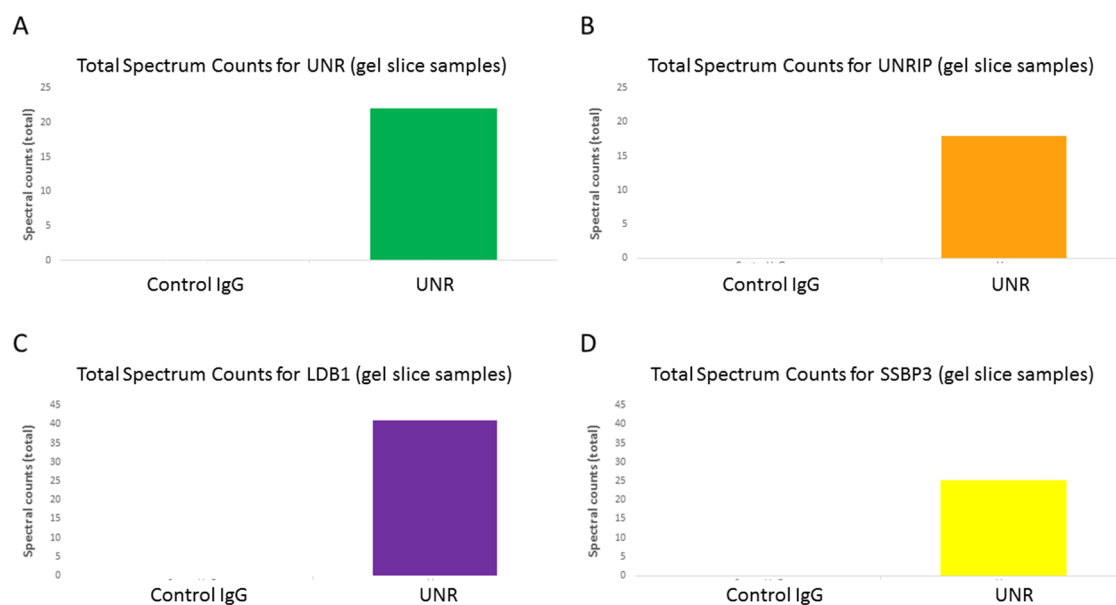 A
Total Spectrum Counts for UNR (gel slice samples)
Spectral counts (total)
25
20
15
10
5
0
Control IgG
UNR
B
Total Spectrum Counts for UNRIP (gel slice samples)
Spectral counts (total)
25
20
15
10
5
0
Control IgG
UNR
C
Total Spectrum Counts for LDB1 (gel slice samples)
Spectral counts (total)
45
40
35
30
25
20
15
10
5
0
Control IgG
UNR
D
Total Spectrum Counts for SSBP3 (gel slice samples)
Spectral counts (total)
45
40
35
30
25
20
15
10
5
0
Control IgG
UNR